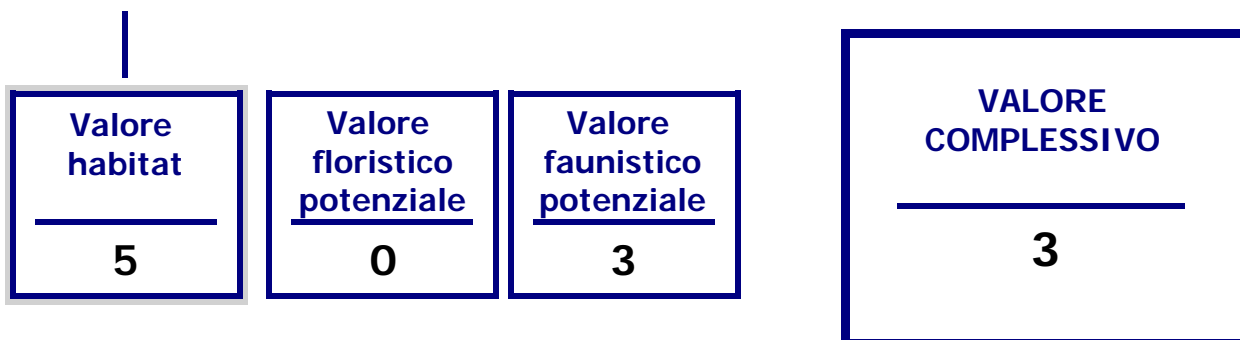 Valore
habitat
5
Valore
floristico
potenziale
0
Valore
faunistico
potenziale
3
VALORE
COMPLESSIVO
3